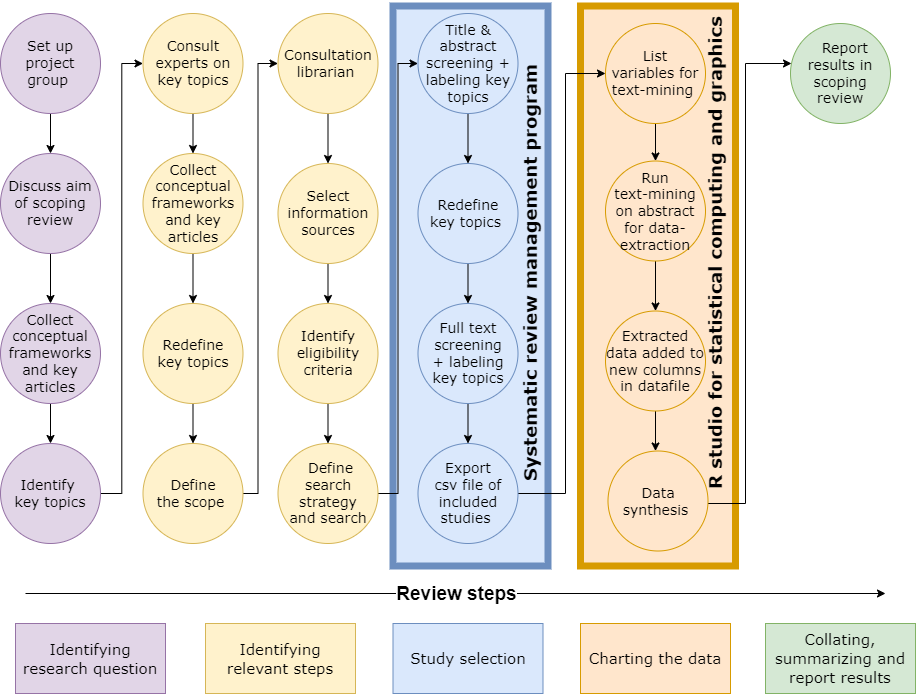 Set up
project
group
Discuss aim
of scoping
review
Collect
conceptual
frameworks
and key
articles
Identify
key topics
Consult
experts on
key topics
Collect
conceptual
frameworks
and key
articles
Redefine
key topics
Define
the scope
Consultation
librarian
Select
information
sources
Identify
eligibility
criteria
Define
search
strategy
and search
Title &
abstract
screening +
labeling key
topics
Redefine
key topics
Full text
screening
+ labeling
key topics
Export
csv file of
included
studies
Systematic review management program
List
variables for
text-mining
Run
text-mining
on abstract
for data-
extraction
Extracted
data added to
new columns
in datafile
Data
synthesis
R studio for statistical computing and graphics
Report
results in
scoping
review
Review steps
Identifying
research question
Identifying
relevant steps
Study selection
Charting the data
Collating,
summarizing and
report results